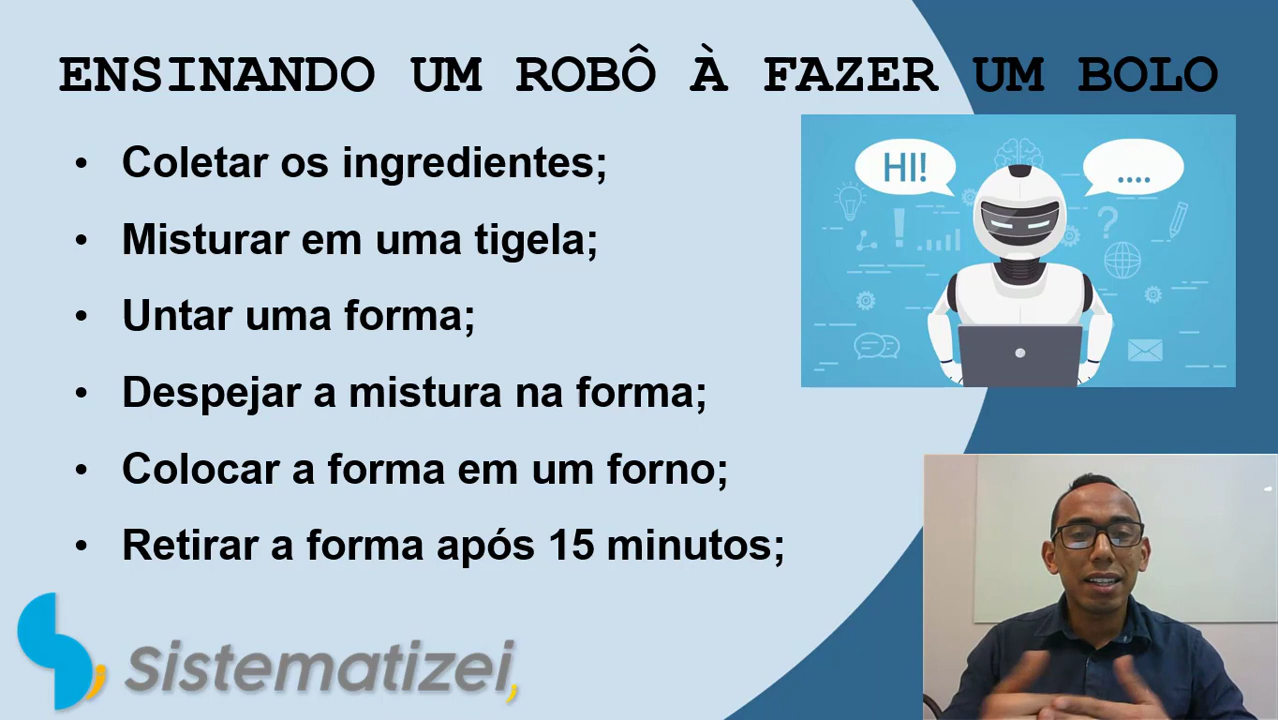 ENSINANDO UM ROBÔ À FAZER UM BOLO
• Coletar os ingredientes;
• Misturar em uma tigela;
• Untar uma forma;
• Despejar a mistura na forma;
• Colocar a forma em um forno;
• Retirar a forma após 15 minutos;
HI!
....
Sistematizei,